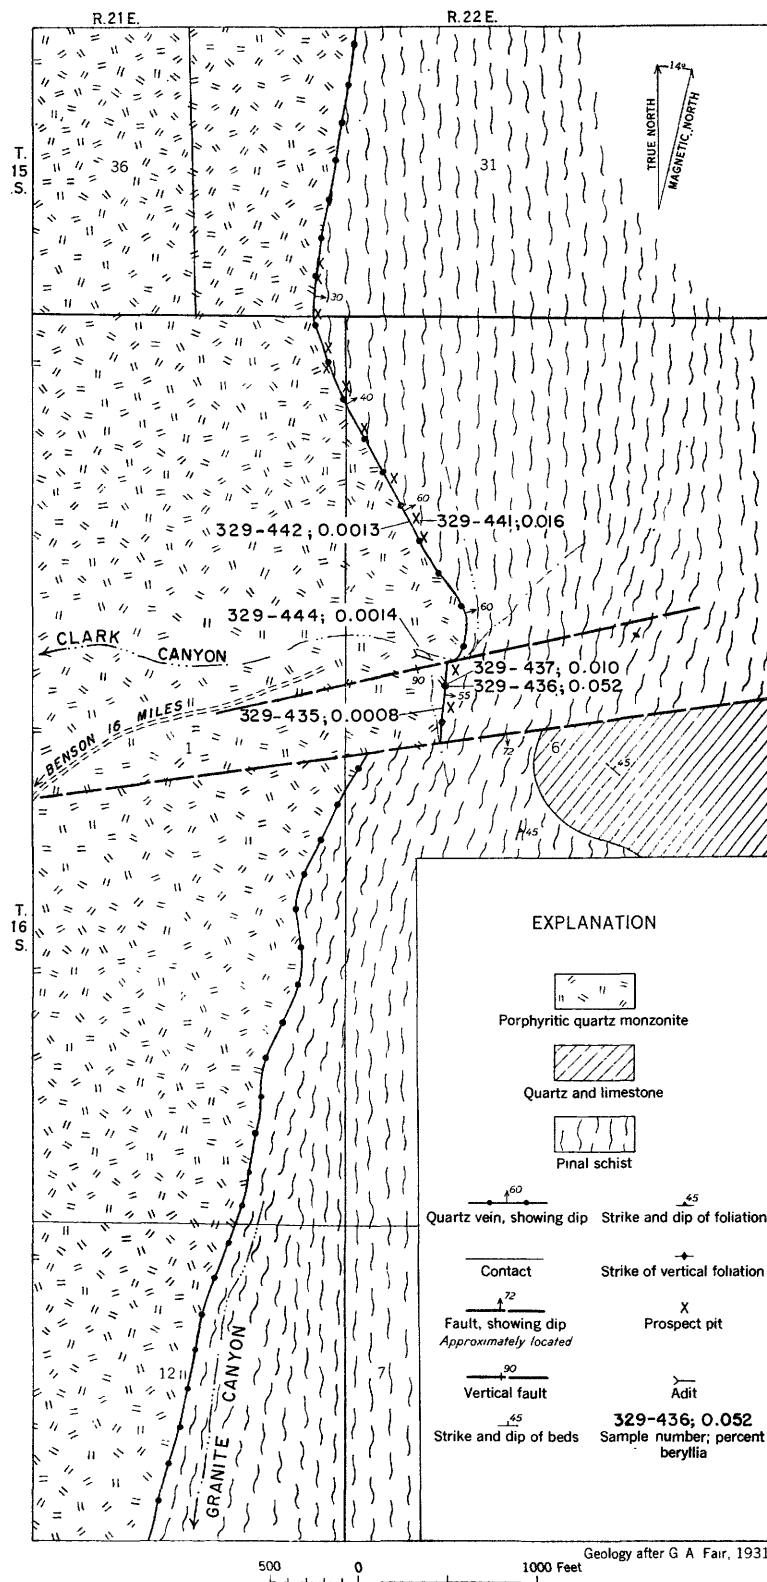 R.21 E.
R.22 E.
T.
15
S.
36
31
TRUE NORTH
MAGNETIC NORTH
14°
30
40
60
329-442; 0.0013
329-441; 0.016
329-444; 0.0014
60
CLARK CANYON
90
329-437; 0.010
329-436; 0.052
55
329-435; 0.0008
BENSON 16 MILES
1
72
6
45
45
T.
16
S.
12
7
GRANITE CANYON
EXPLANATION
Porphyritic quartz monzonite
Quartz and limestone
Pinal schist
60
Quartz vein, showing dip
45
Strike and dip of foliation
Contact
Strike of vertical foliation
72
Fault, showing dip
Approximately located
X
Prospect pit
90
Vertical fault
Adit
45
Strike and dip of beds
329-436; 0.052
Sample number; percent
beryllia
Geology after G A Fair, 1931
500 0 1000 Feet